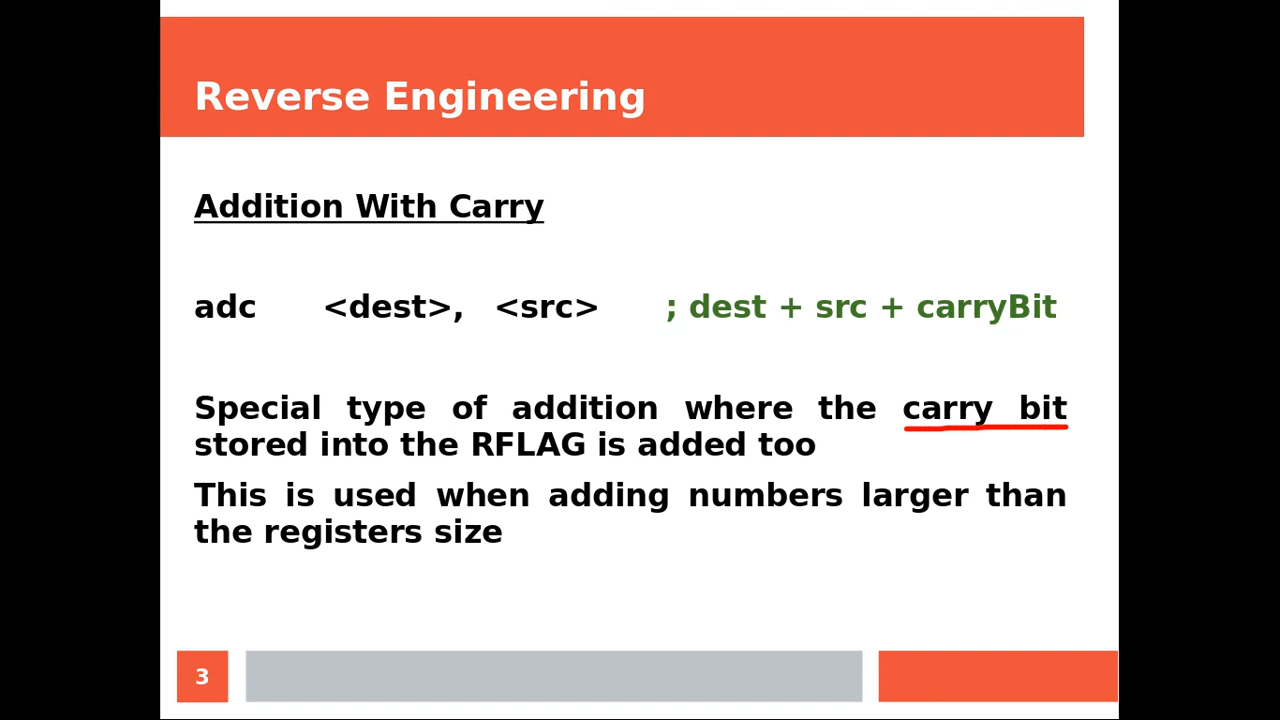 Reverse Engineering
Addition With Carry
adc <dest>, <src> ; dest + src + carryBit
Special type of addition where the carry bit
stored into the RFLAG is added too
This is used when adding numbers larger than
the registers size
3